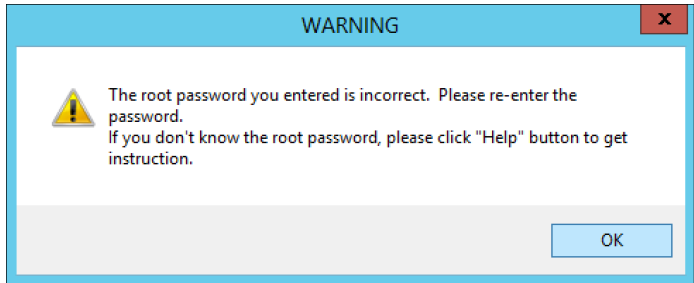 WARNING
x
The root password you entered is incorrect.  Please re-enter the
password.
If you don't know the root password, please click "Help" button to get
instruction.
OK